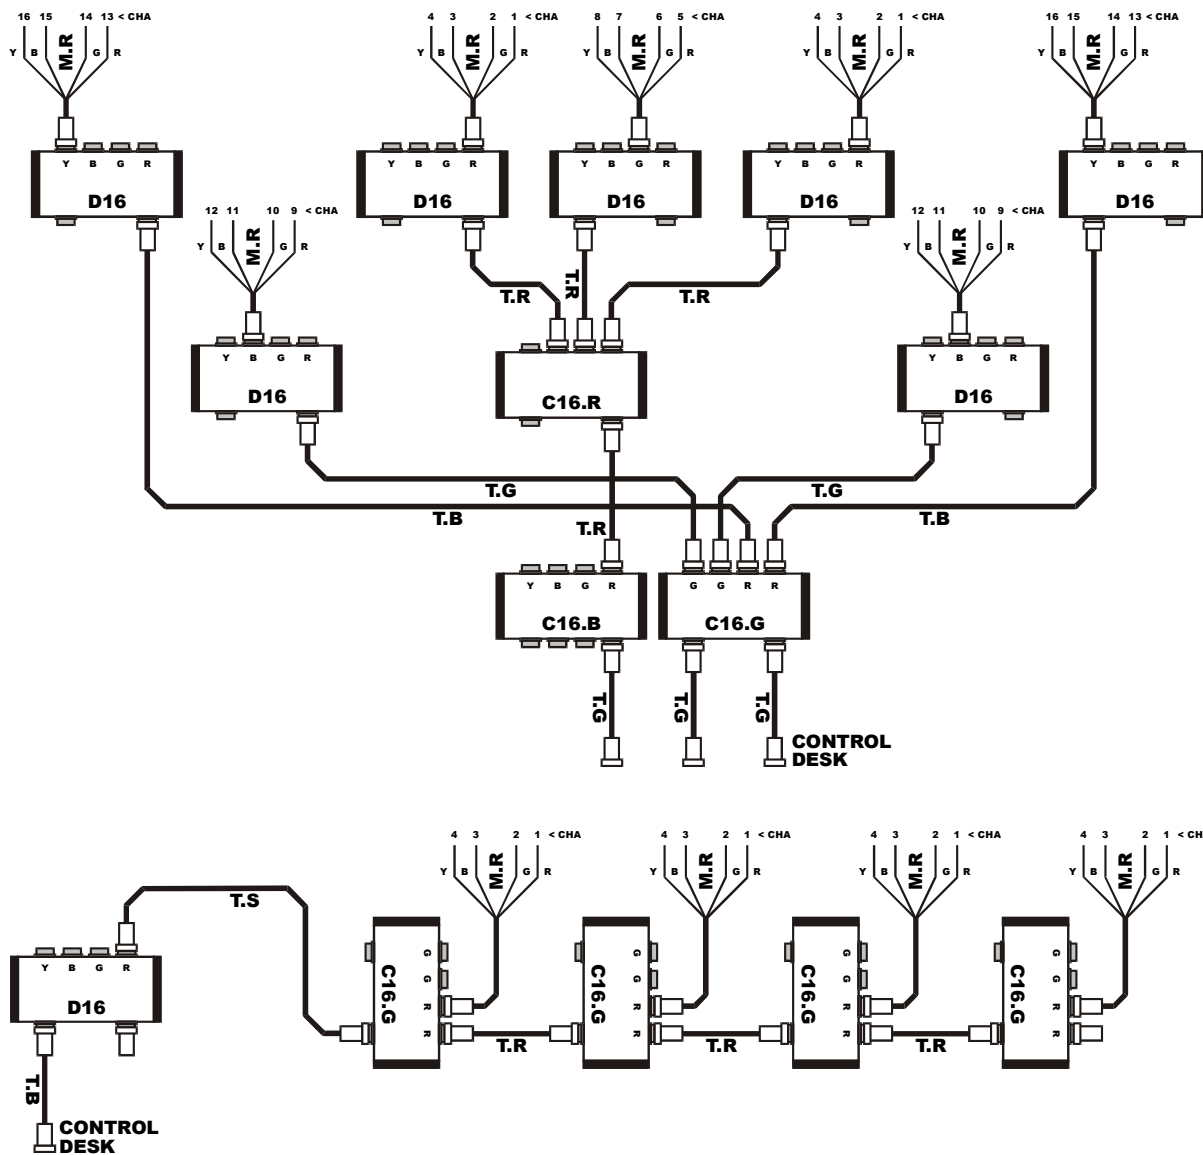 16 15 14 13 < CHA
Y B M.R G R
4 3 2 1 < CHA
Y B M.R G R
8 7 6 5 < CHA
Y B M.R G R
4 3 2 1 < CHA
Y B M.R G R
16 15 14 13 < CHA
Y B M.R G R
Y B G R
D16
Y B G R
D16
Y B G R
D16
Y B G R
D16
Y B G R
D16
12 11 10 9 < CHA
Y B M.R G R
12 11 10 9 < CHA
Y B M.R G R
T.R
T.R
T.R
Y B G R
D16
C16.R
Y B G R
D16
T.G
T.G
T.B
T.R
T.B
Y B G R
C16.B
G G R R
C16.G
T.G
T.G
T.G
CONTROL
DESK
4 3 2 1 < CHA
Y B M.R G R
4 3 2 1 < CHA
Y B M.R G R
4 3 2 1 < CHA
Y B M.R G R
4 3 2 1 < CH
Y B M.R G R
T.S
Y B G R
D16
G G R R
C16.G
G G R R
C16.G
G G R R
C16.G
G G R R
C16.G
T.R
T.R
T.R
T.B
CONTROL
DESK